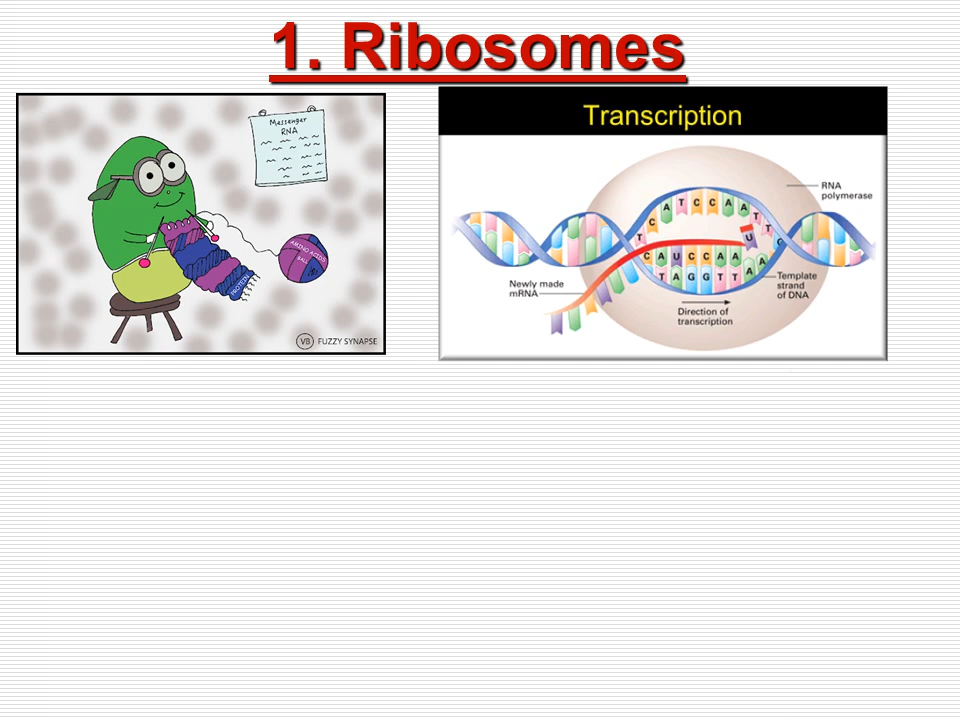 1. Ribosomes
Messenger
RNA
AMINO ACIDS
BALL
PROTEIN
VB FUZZY SYNAPSE
Transcription
RNA
polymerase
C A T C C A A T T
T G
C A U C C A A U
T A G G T T A A G
Newly made
mRNA
Template
strand
of DNA
Direction of
transcription